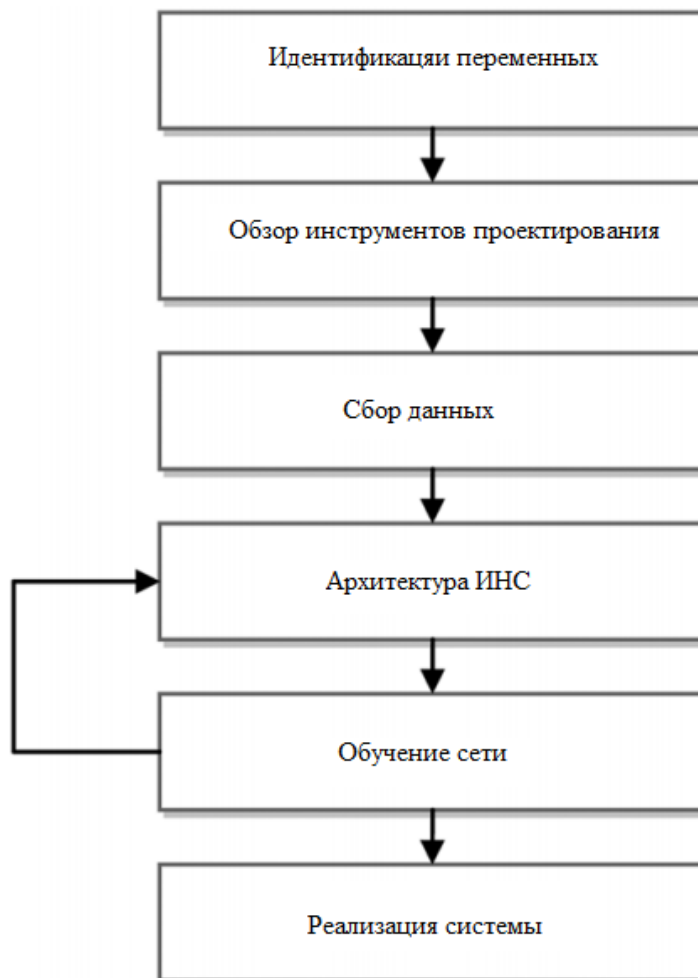 Идентификацяи переменных
Обзор инструментов проектирования
Сбор данных
Архитектура ИНС
Обучение сети
Реализация системы